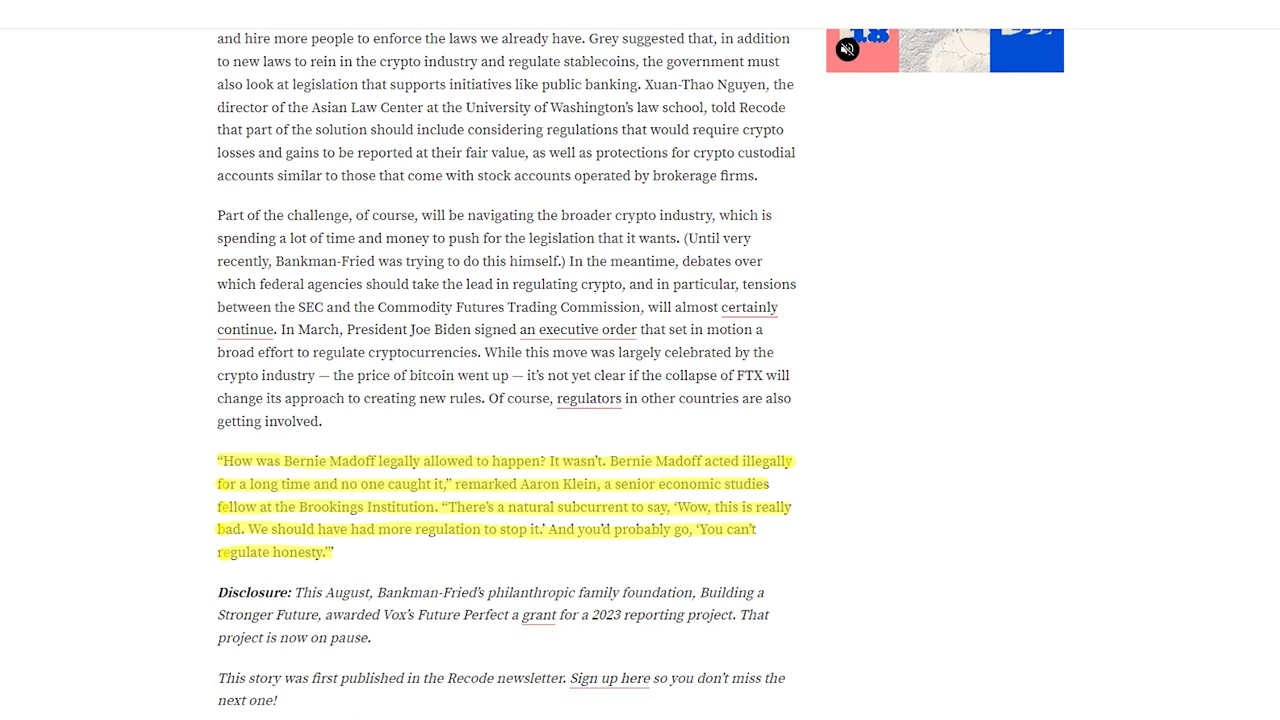 and hire more people to enforce the laws we already have. Grey suggested that, in addition
to new laws to rein in the crypto industry and regulate stablecoins, the government must
also look at legislation that supports initiatives like public banking. Xuan-Thao Nguyen, the
director of the Asian Law Center at the University of Washington’s law school, told Recode
that part of the solution should include considering regulations that would require crypto
losses and gains to be reported at their fair value, as well as protections for crypto custodial
accounts similar to those that come with stock accounts operated by brokerage firms.
Part of the challenge, of course, will be navigating the broader crypto industry, which is
spending a lot of time and money to push for the legislation that it wants. (Until very
recently, Bankman-Fried was trying to do this himself.) In the meantime, debates over
which federal agencies should take the lead in regulating crypto, and in particular, tensions
between the SEC and the Commodity Futures Trading Commission, will almost certainly
continue. In March, President Joe Biden signed an executive order that set in motion a
broad effort to regulate cryptocurrencies. While this move was largely celebrated by the
crypto industry — the price of bitcoin went up — it’s not yet clear if the collapse of FTX will
change its approach to creating new rules. Of course, regulators in other countries are also
getting involved.
“How was Bernie Madoff legally allowed to happen? It wasn’t. Bernie Madoff acted illegally
for a long time and no one caught it,” remarked Aaron Klein, a senior economic studies
fellow at the Brookings Institution. “There’s a natural subcurrent to say, ‘Wow, this is really
bad. We should have had more regulation to stop it.’ And you’d probably go, ‘You can’t
regulate honesty.’”
Disclosure: This August, Bankman-Fried’s philanthropic family foundation, Building a
Stronger Future, awarded Vox’s Future Perfect a grant for a 2023 reporting project. That
project is now on pause.
This story was first published in the Recode newsletter. Sign up here so you don’t miss the
next one!